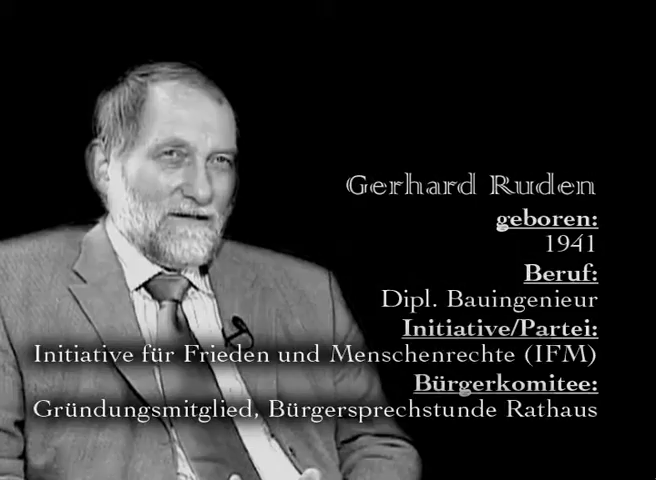 Gerhard Ruden
geboren:
1941
Beruf:
Dipl. Bauingenieur
Initiative/Partei:
Initiative für Frieden und Menschenrechte (IFM)
Bürgerkomitee:
Gründungsmitglied, Bürgersprechstunde Rathaus